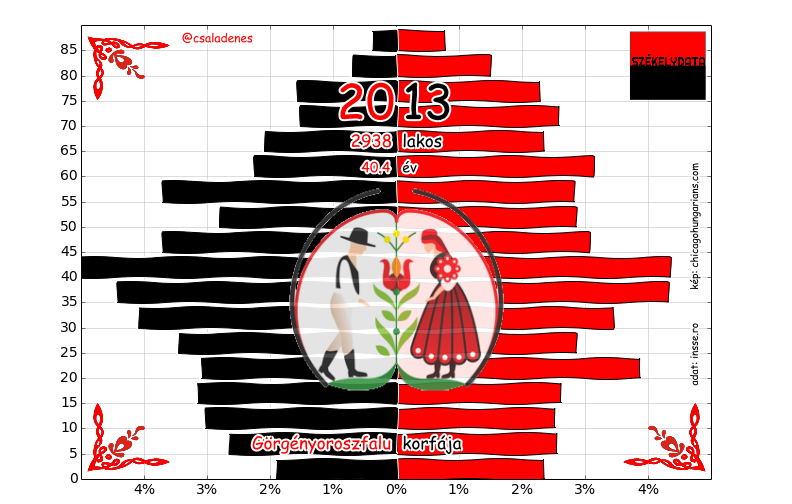 @csaladenes
SZÉKELYDATA
2013
2938 lakos
40.4 év
kép: chicagohungarians.com
adat: insse.ro
Görgényoroszfalu korfája
85
80
75
70
65
60
55
50
45
40
35
30
25
20
15
10
5
0
4% 3% 2% 1% 0% 1% 2% 3% 4%